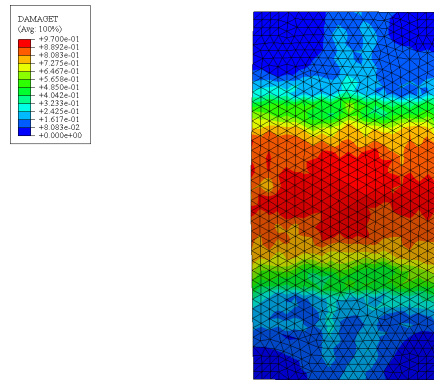 DAMAGET
(Avg: 100%)
+9.700e-01
+8.892e-01
+8.083e-01
+7.275e-01
+6.467e-01
+5.658e-01
+4.850e-01
+4.042e-01
+3.233e-01
+2.425e-01
+1.617e-01
+8.083e-02
+0.000e+00